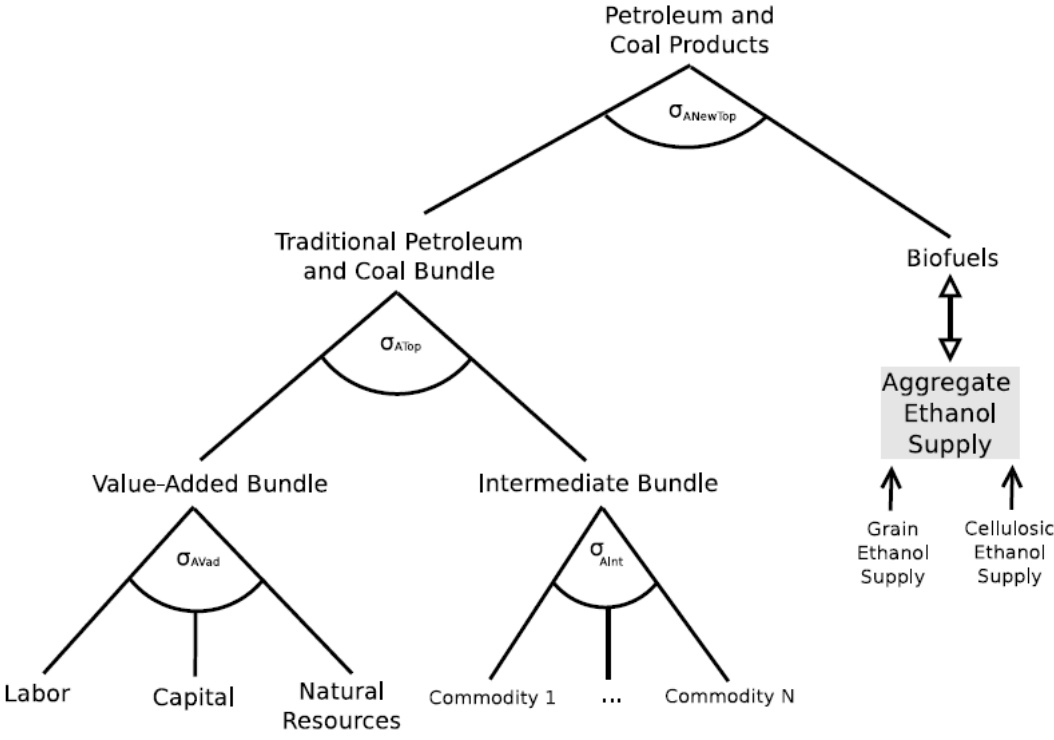 Petroleum and
Coal Products
σANewTop
Traditional Petroleum
and Coal Bundle
Biofuels
σATop
Aggregate
Ethanol
Supply
Value-Added Bundle
Intermediate Bundle
Grain
Ethanol
Supply
Cellusosic
Ethanol
Supply
σAVad
σAInt
Labor
Capital
Natural
Resources
Commodity 1
...
Commodity N